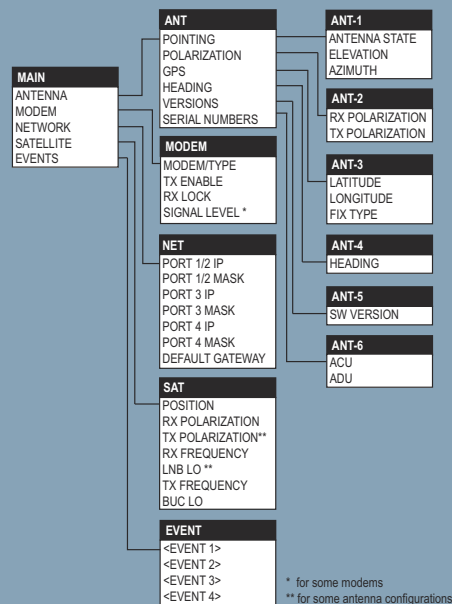 MAIN
ANTENNA
MODEM
NETWORK
SATELLITE
EVENTS
ANT
POINTING
POLARIZATION
GPS
HEADING
VERSIONS
SERIAL NUMBERS
MODEM
MODEM/TYPE
TX ENABLE
RX LOCK
SIGNAL LEVEL *
NET
PORT 1/2 IP
PORT 1/2 MASK
PORT 3 IP
PORT 3 MASK
PORT 4 IP
PORT 4 MASK
DEFAULT GATEWAY
SAT
POSITION
RX POLARIZATION
TX POLARIZATION**
RX FREQUENCY
LNB LO **
TX FREQUENCY
BUC LO
EVENT
<EVENT 1>
<EVENT 2>
<EVENT 3>
<EVENT 4>
ANT-1
ANTENNA STATE
ELEVATION
AZIMUTH
ANT-2
RX POLARIZATION
TX POLARIZATION
ANT-3
LATITUDE
LONGITUDE
FIX TYPE
ANT-4
HEADING
ANT-5
SW VERSION
ANT-6
ACU
ADU
* for some modems
** for some antenna configurations